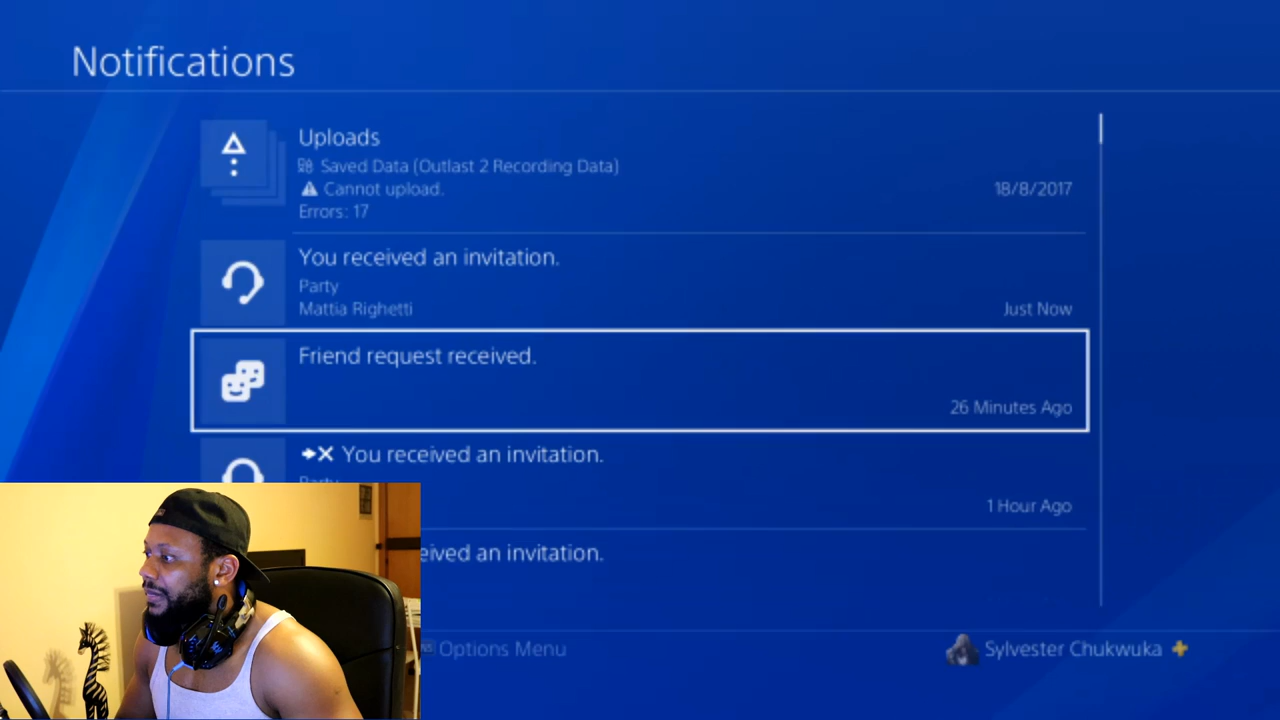 Notifications
Uploads
Saved Data (Outlast 2 Recording Data)
Cannot upload.
18/8/2017
Errors: 17
You received an invitation.
Party
Mattia Righetti
Just Now
Friend request received.
26 Minutes Ago
You received an invitation.
Party
1 Hour Ago
eived an invitation.
Options Menu
Sylvester Chukwuka